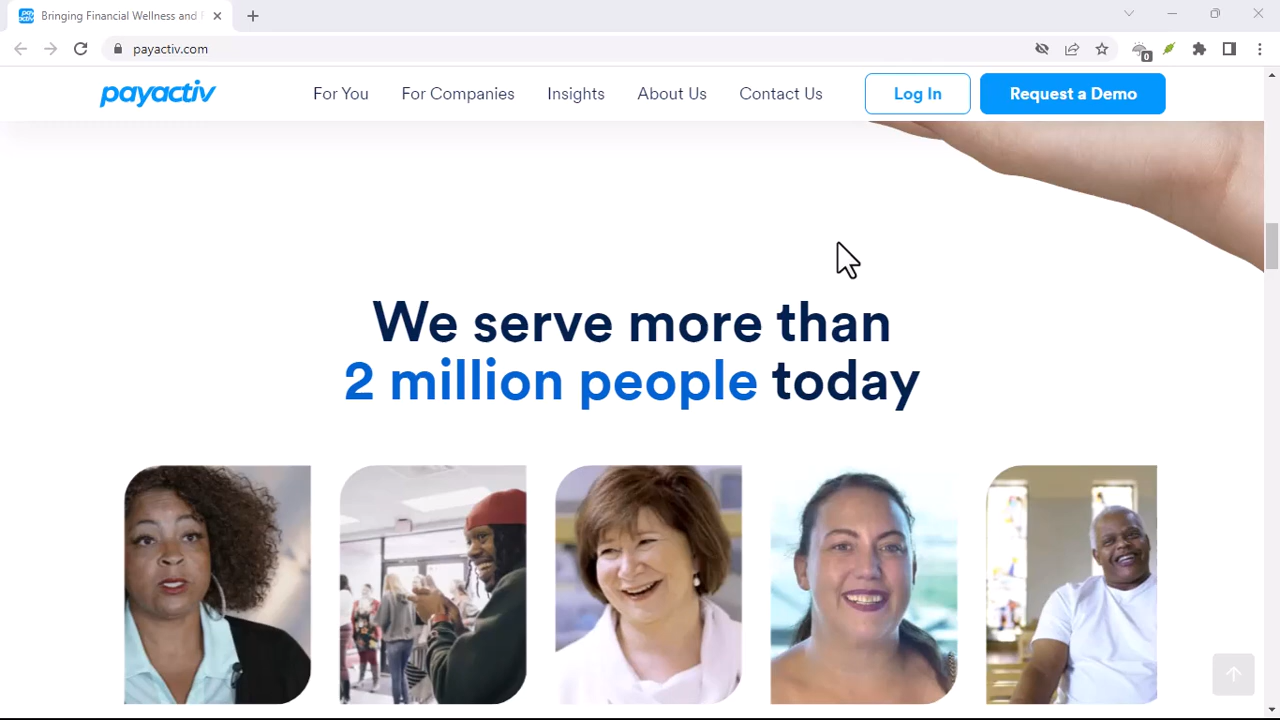 Bringing Financial Wellness and
payactiv.com
0
payactiv For You For Companies Insights About Us Contact Us Log In Request a Demo
We serve more than
2 million people today